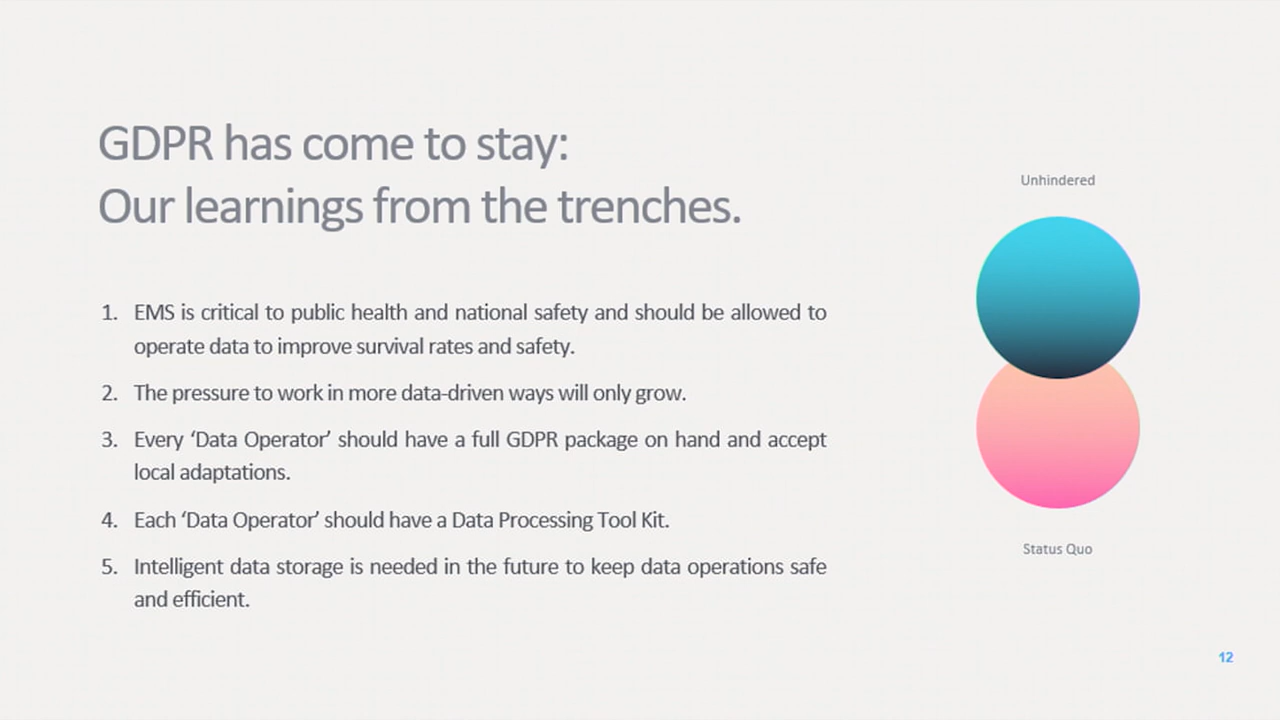 GDPR has come to stay:
Our learnings from the trenches.
1. EMS is critical to public health and national safety and should be allowed to
operate data to improve survival rates and safety.
2. The pressure to work in more data-driven ways will only grow.
3. Every ‘Data Operator’ should have a full GDPR package on hand and accept
local adaptations.
4. Each ‘Data Operator’ should have a Data Processing Tool Kit.
5. Intelligent data storage is needed in the future to keep data operations safe
and efficient.
Unhindered
Status Quo
12